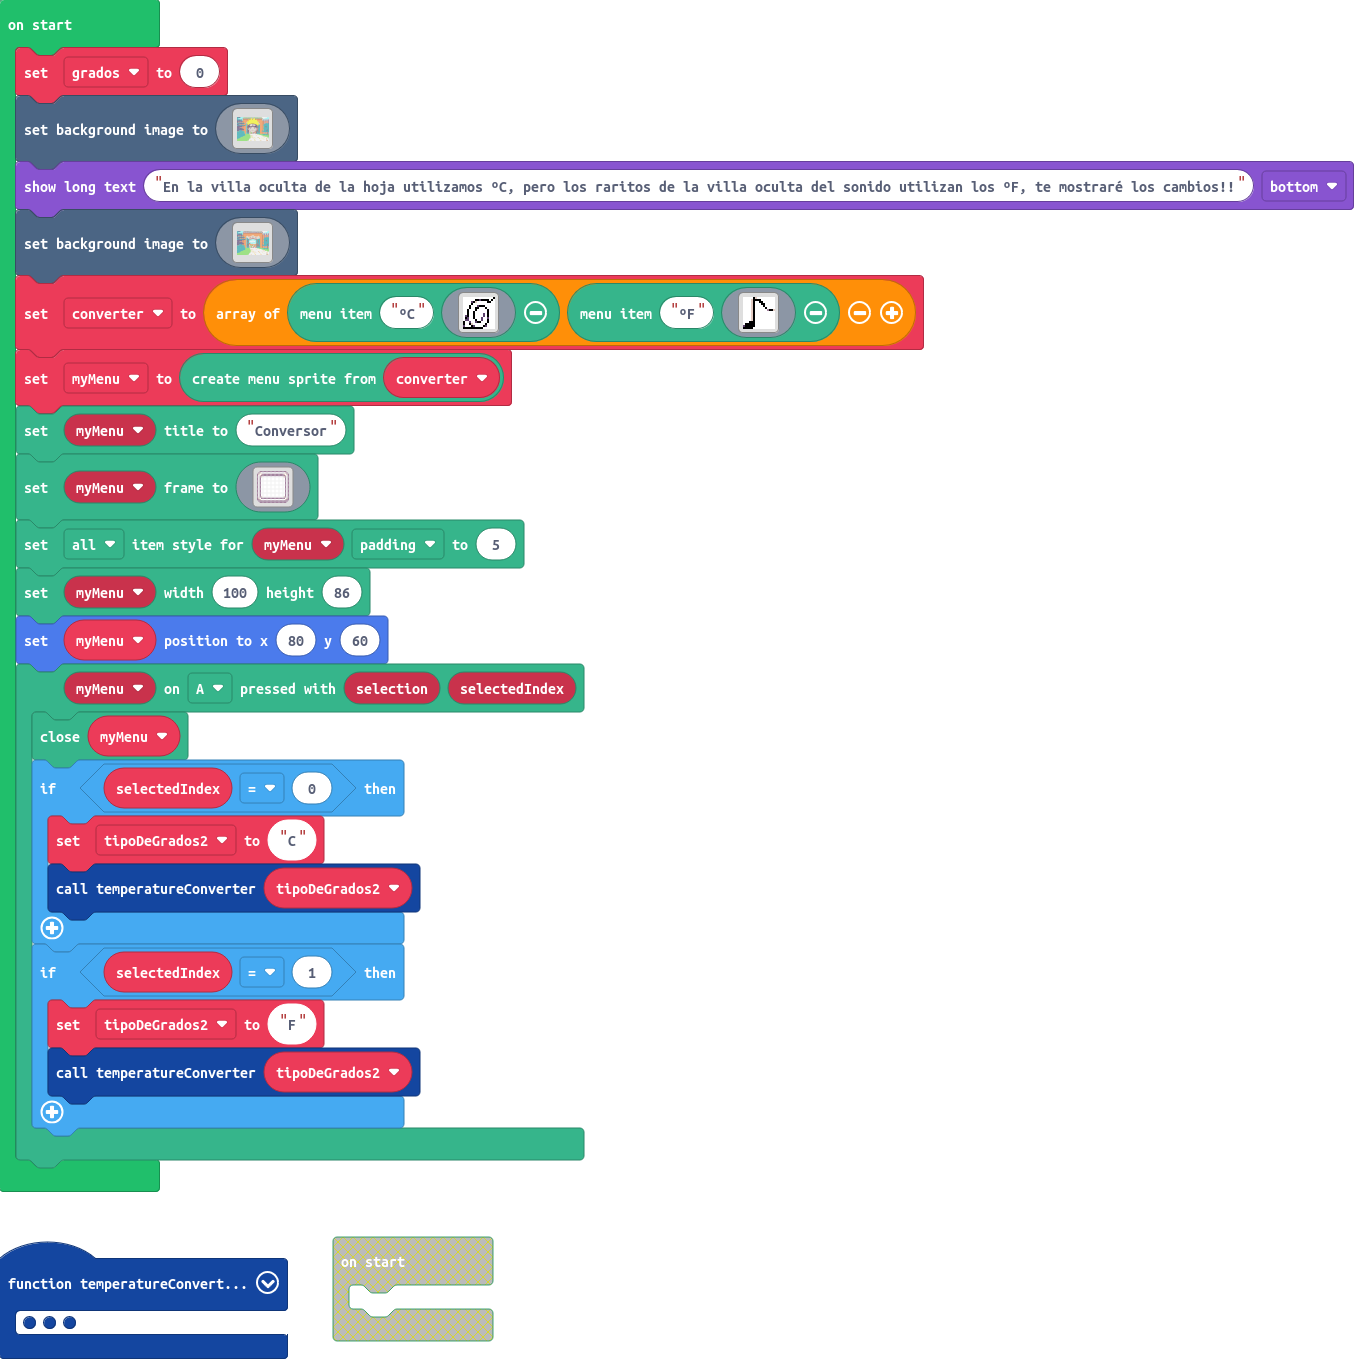 on start
set grados to 0
set background image to
show long text "En la villa oculta de la hoja utilizamos ºC, pero los raritos de la villa oculta del sonido utilizan los ºF, te mostraré los cambios!!" bottom
set background image to
set converter to array of menu item "ºC" menu item "ºF"
set myMenu to create menu sprite from converter
set myMenu title to "Conversor"
set myMenu frame to
set all item style for myMenu padding to 5
set myMenu width 100 height 86
set myMenu position to x 80 y 60
myMenu on A pressed with selection selectedIndex
close myMenu
if selectedIndex = 0 then
set tipoDeGrados2 to "C"
call temperatureConverter tipoDeGrados2
if selectedIndex = 1 then
set tipoDeGrados2 to "F"
call temperatureConverter tipoDeGrados2
function temperatureConvert...
on start